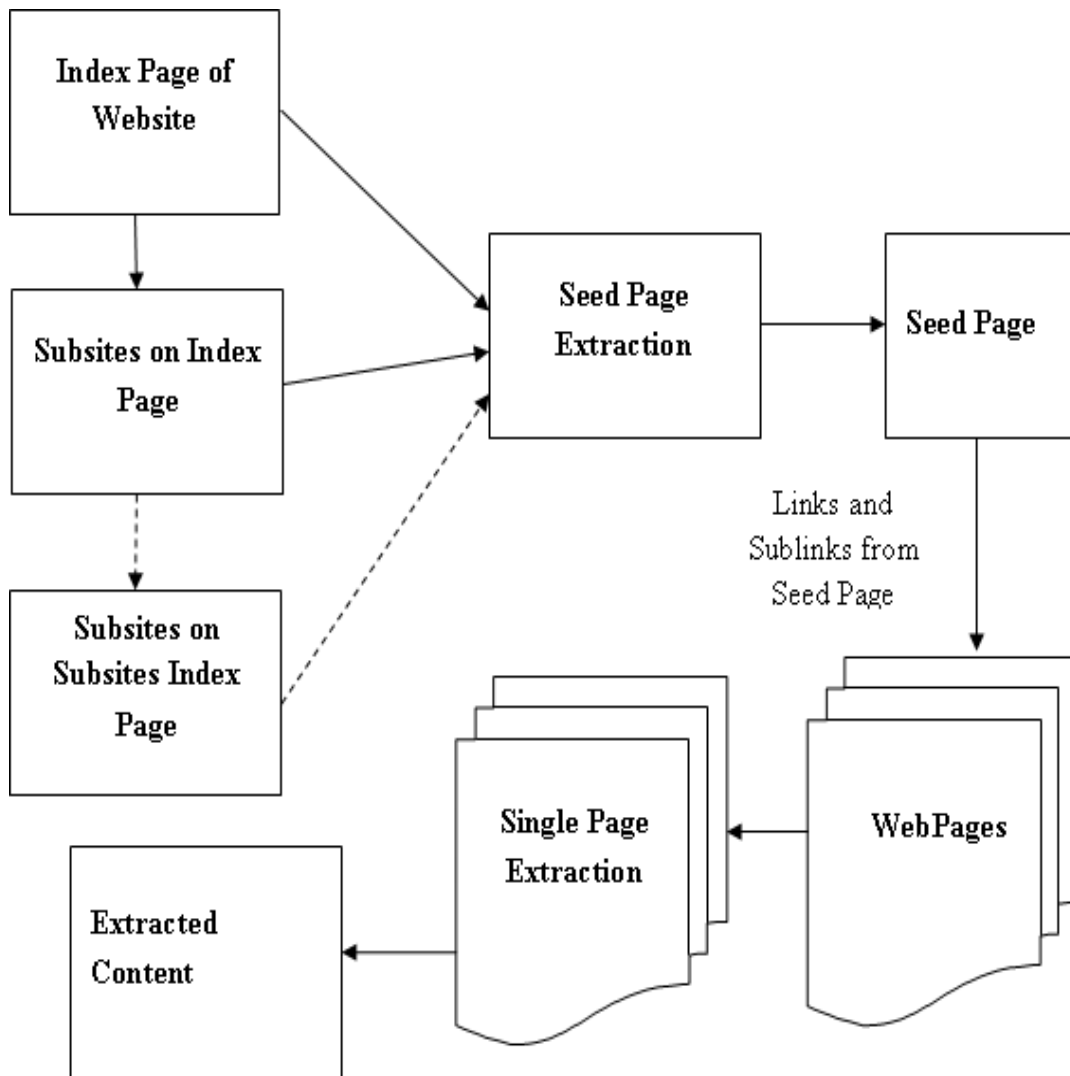 Index Page of
Website
Subsites on Index
Page
Subsites on
Subsites Index
Page
Seed Page
Extraction
Seed Page
Links and
Sublinks from
Seed Page
WebPages
Single Page
Extraction
Extracted
Content